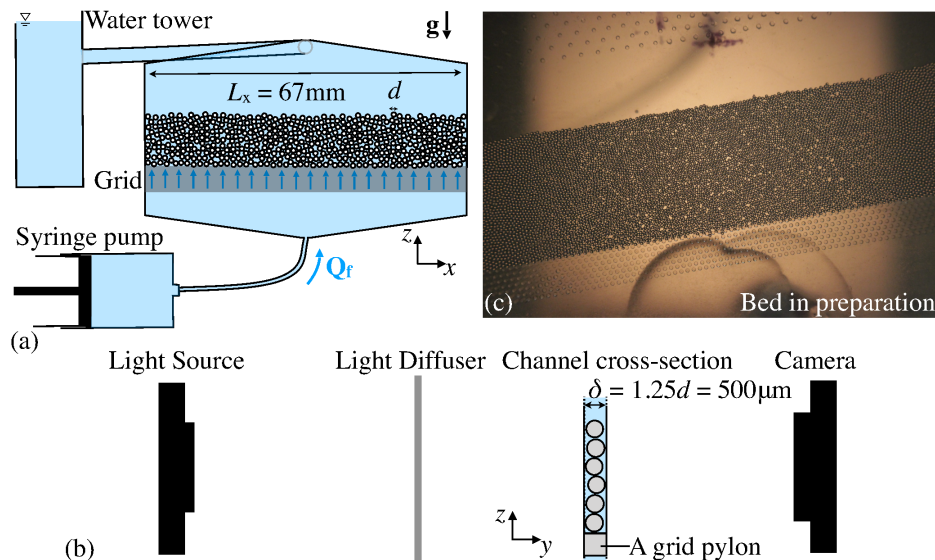 Water tower
g
Lx = 67mm
d
Grid
Syringe pump
z
x
Qf
(a)
(c)
Bed in preparation
Light Source
Light Diffuser
Channel cross-section
Camera
δ = 1.25d = 500μm
z
y
A grid pylon
(b)